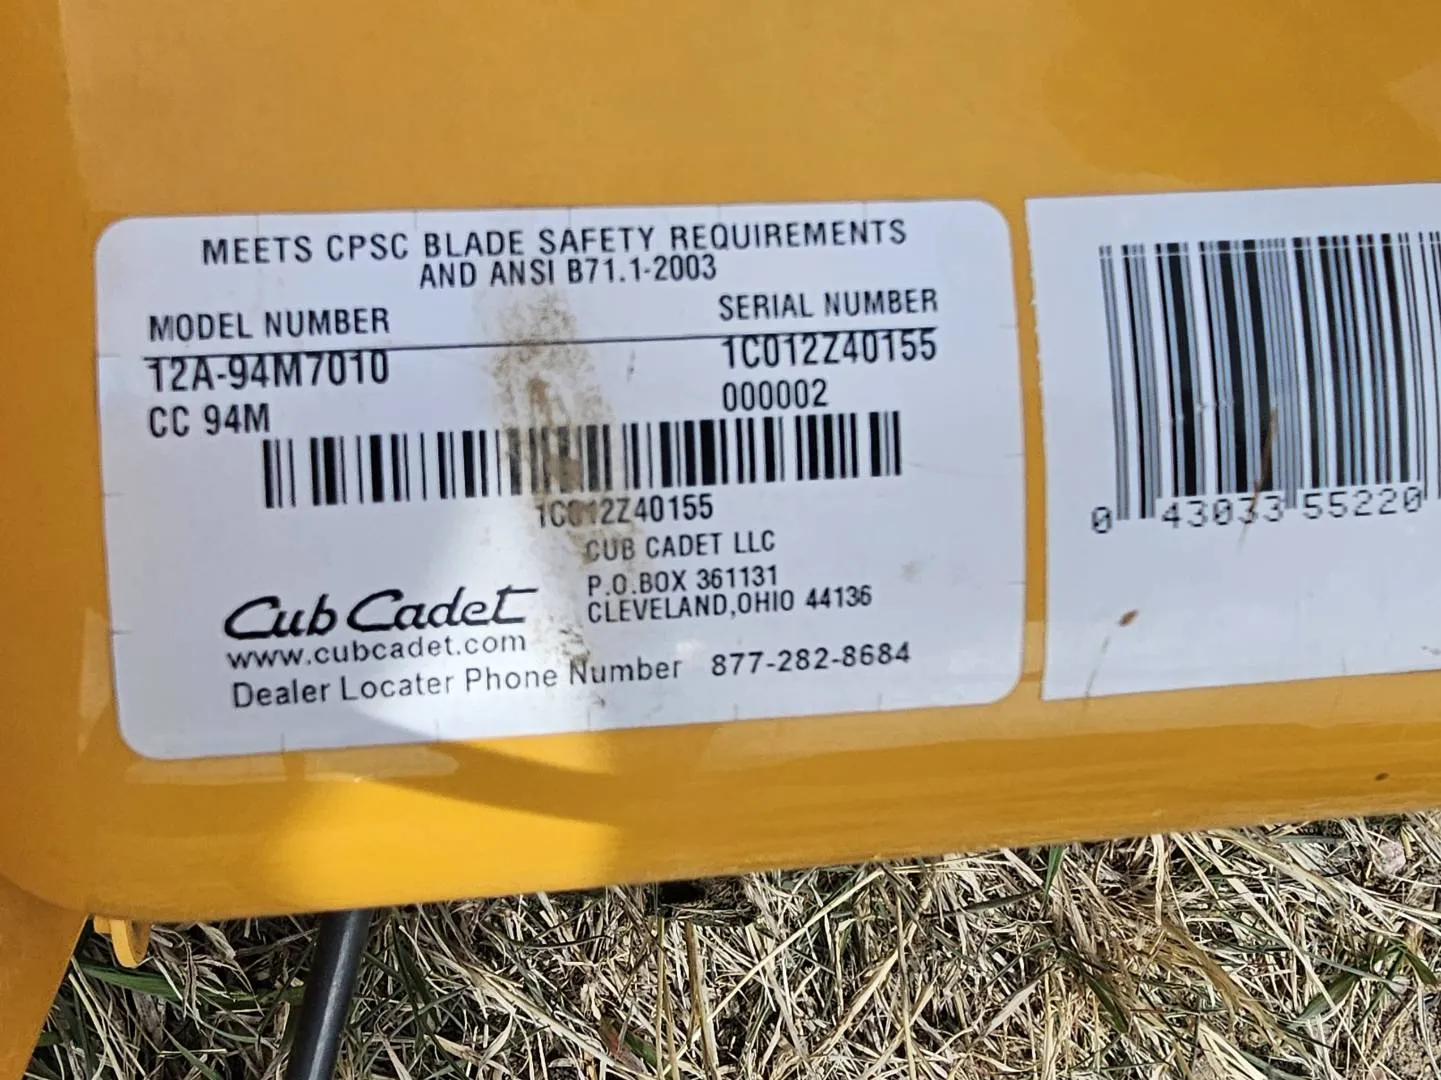 MEETS CPSC BLADE SAFETY REQUIREMENTS
AND ANSI B71.1-2003
MODEL NUMBER
SERIAL NUMBER
12A-94M7010
1C012Z40155
CC 94M
000002
1C012Z40155
CUB CADET LLC
P.O.BOX 361131
CLEVELAND,OHIO 44136
Cub Cadet
www.cubcadet.com
Dealer Locater Phone Number 877-282-8684
0 43033 55220